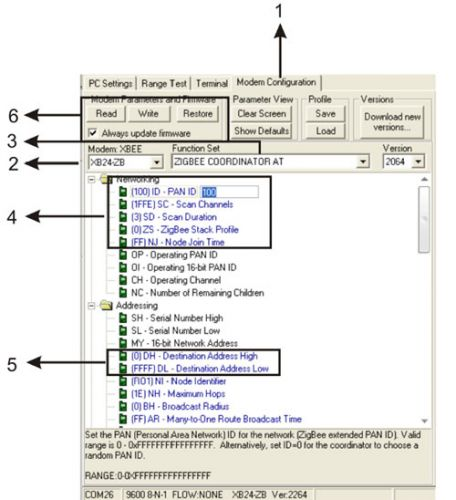 1
PC Settings | Range Test | Terminal | Modem Configuration
Modem Parameters and Firmware Parameter View Profile Versions
6 Read Write Restore Clear Screen Save Download new versions...
Always update firmware Show Defaults Load
3 Modem: XBEE Function Set Version
2 XB24-ZB ZIGBEE COORDINATOR AT 2064
Networking
(100) ID - PAN ID 100
(1FFE) SC - Scan Channels
4 (3) SD - Scan Duration
(0) ZS - ZigBee Stack Profile
(FF) NJ - Node Join Time
OP - Operating PAN ID
OI - Operating 16-bit PAN ID
CH - Operating Channel
NC - Number of Remaining Children
Addressing
SH - Serial Number High
SL - Serial Number Low
MY - 16-bit Network Address
5 (0) DH - Destination Address High
(FFFF) DL - Destination Address Low
NI - Node Identifier
(1E) NH - Maximum Hops
(0) BH - Broadcast Radius
(FF) AR - Many-to-One Route Broadcast Time
Set the PAN (Personal Area Network) ID for the network (ZigBee extended PAN ID). Valid
range is 0 - 0xFFFFFFFFFFFFFFFF. Alternatively, set ID=0 for the coordinator to choose a
random PAN ID.
RANGE:0-0XFFFFFFFFFFFFFFFF
COM26 9600 8-N-1 FLOW:NONE XB24-ZB Ver:2264